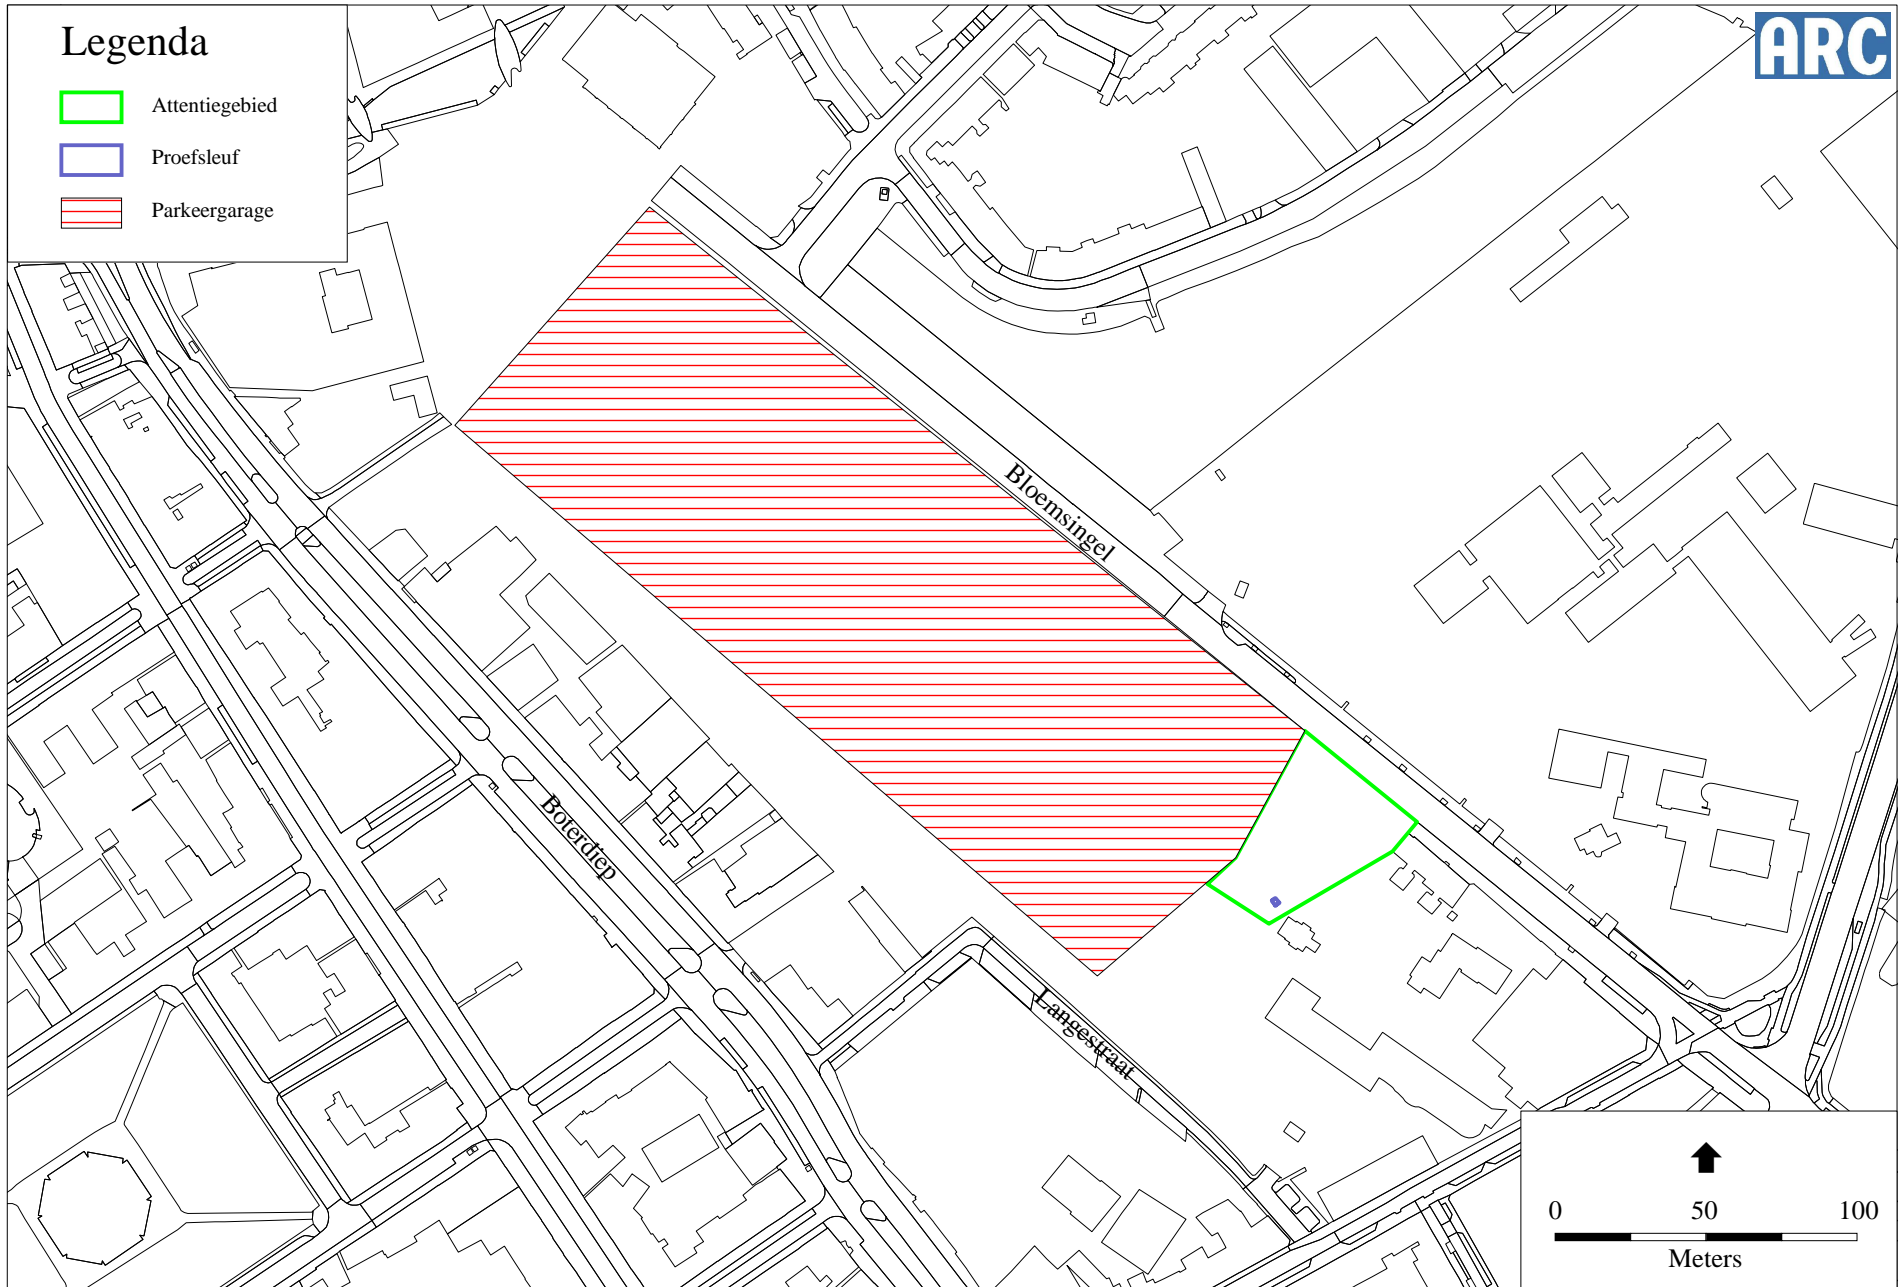 Legenda
Attentiegebied
Proefsleuf
Parkeergarage
ARC
Bloemsingel
Boterdiep
Langestraat
0 50 100
Meters